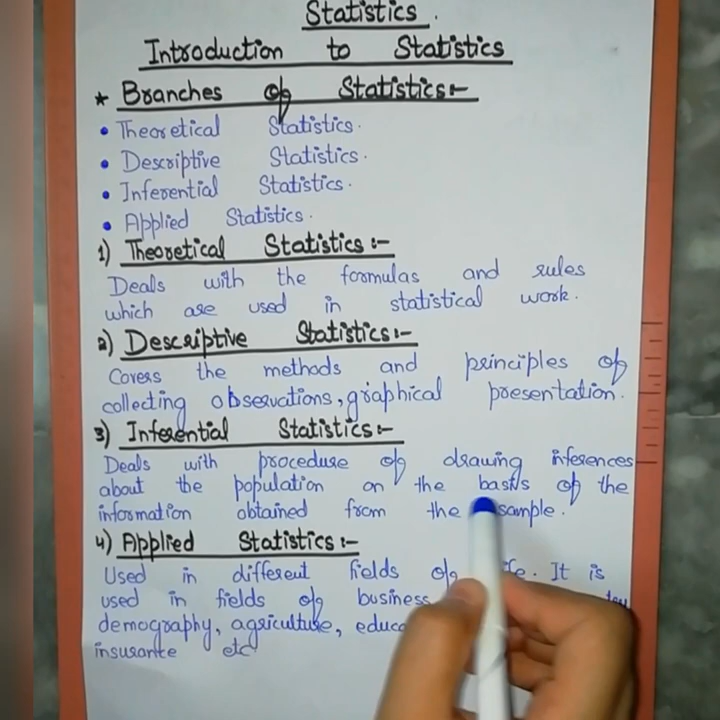 Statistics.
Introduction to Statistics
* Branches of Statistics:-
• Theoretical Statistics.
• Descriptive Statistics.
• Inferential Statistics.
• Applied Statistics.
1) Theoretical Statistics:-
Deals with the formulas and rules
which are used in statistical work.
2) Descriptive Statistics:-
Covers the methods and principles of
collecting observations, graphical presentation.
3) Inferential Statistics:-
Deals with procedure of drawing inferences
about the population on the basis of the
information obtained from the sample.
4) Applied Statistics:-
Used in different fields of It is
used in fields of business
demography, agriculture,
insurance etc